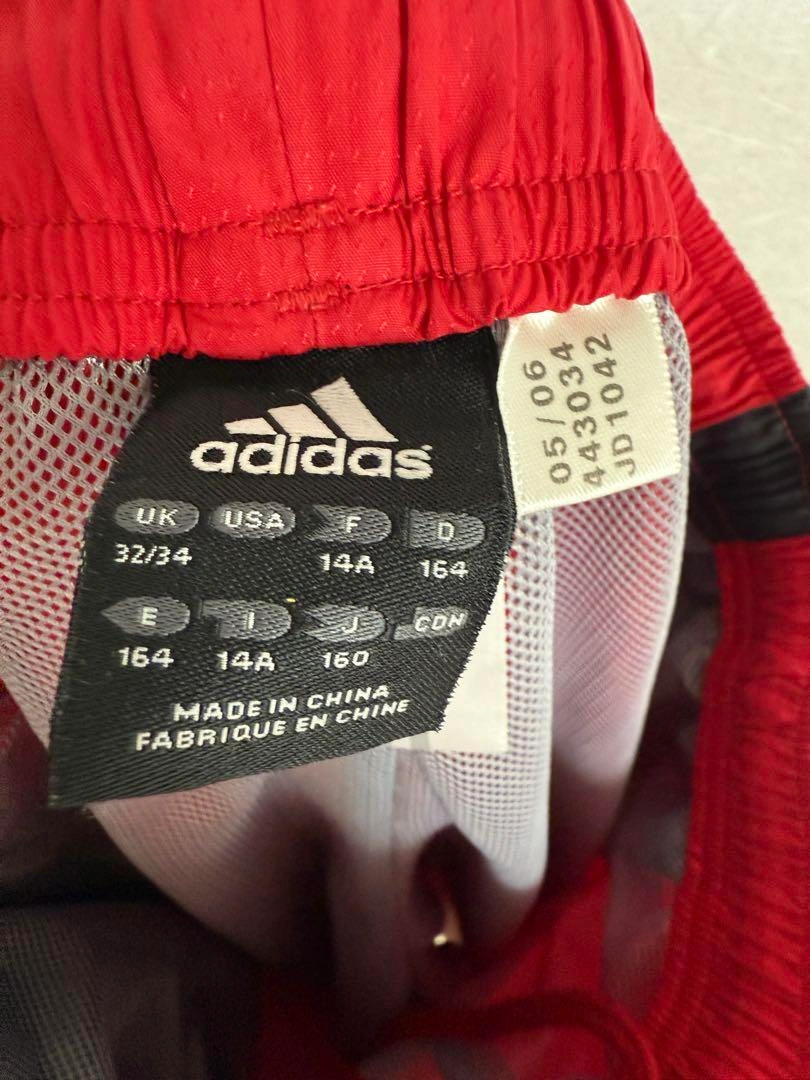 adidas
UK USA F D
32/34 14A 164
E I J CDN
164 14A 160
MADE IN CHINA
FABRIQUE EN CHINE
05/06
443034
JD1042